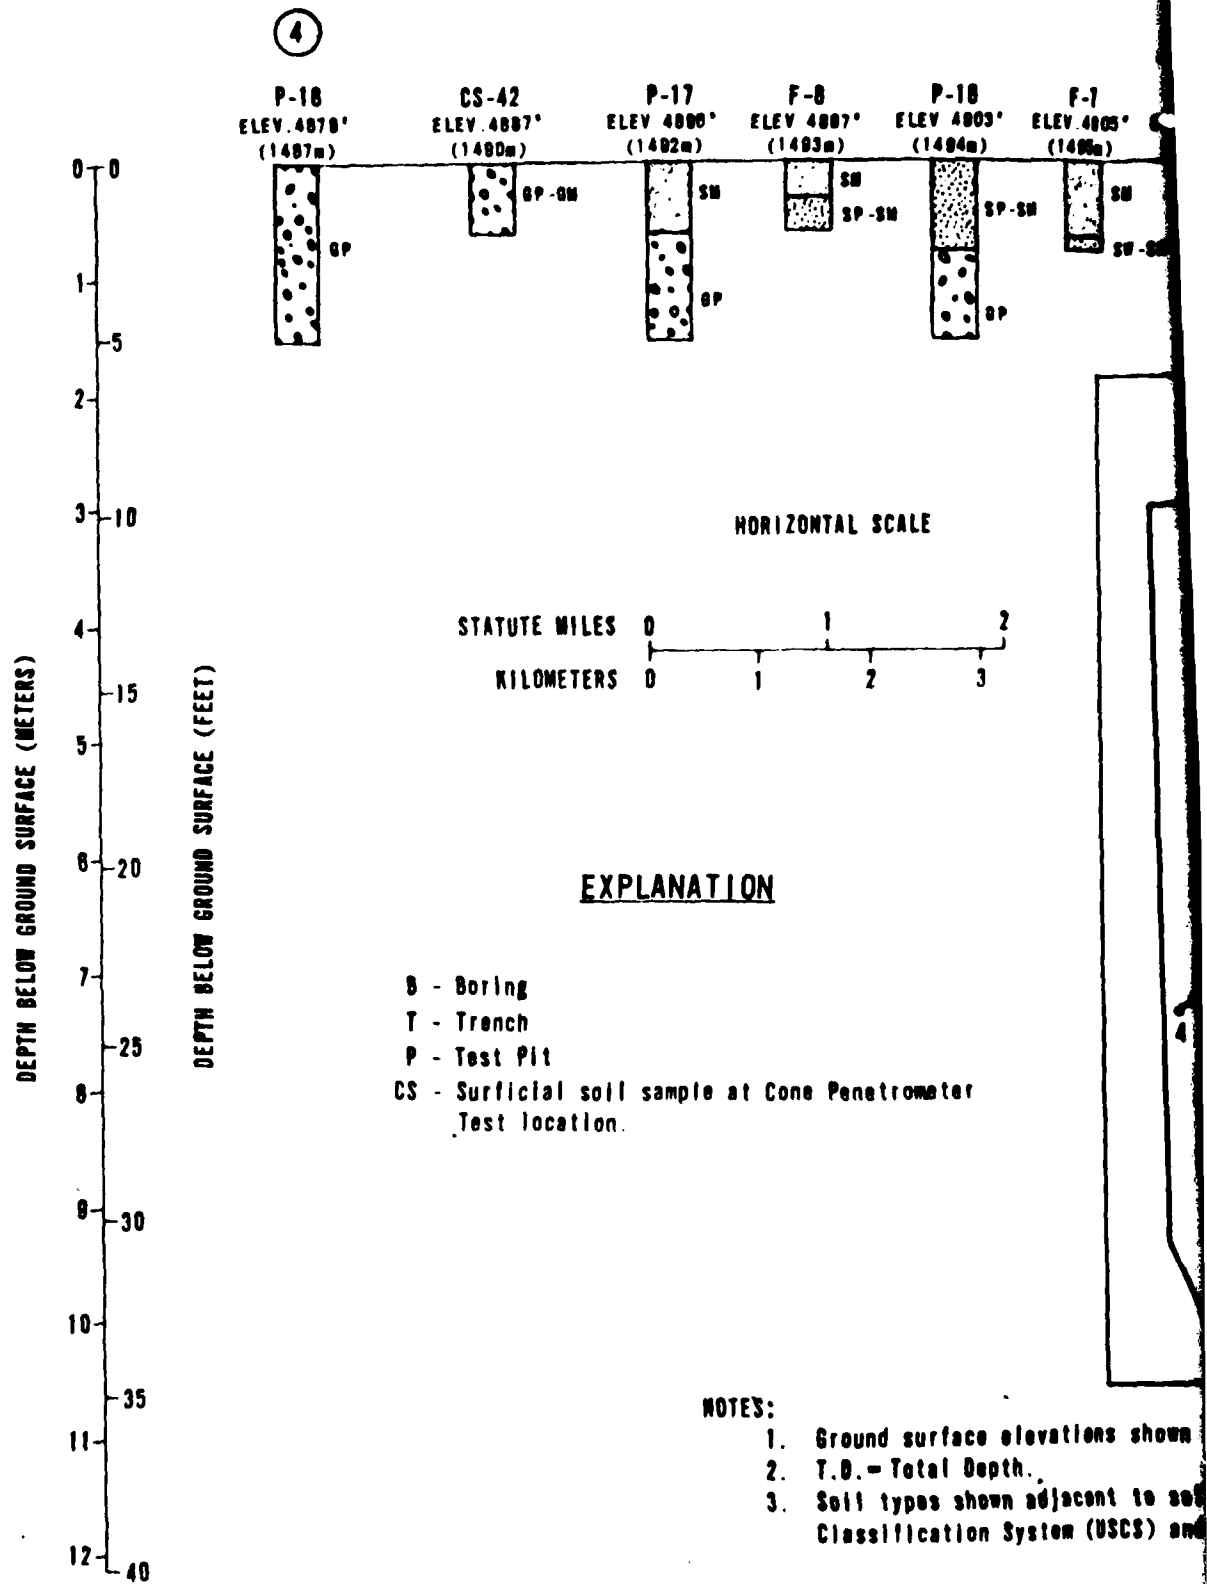 4
P-16 CS-42 P-17 F-8 P-18 F-7
ELEV. 4878' ELEV. 4887' ELEV 4890' ELEV 4897' ELEV 4903' ELEV. 4905'
(1487m) (1490m) (1492m) (1493m) (1494m) (1495m)
0 0
GP GP-GM SM SM SP-SM SM
SP-SM SW-SM
GP GP
1
5
2
3 10
HORIZONTAL SCALE
4
STATUTE MILES 0 1 2
KILOMETERS 0 1 2 3
15
5
DEPTH BELOW GROUND SURFACE (METERS)
DEPTH BELOW GROUND SURFACE (FEET)
6 20
EXPLANATION
7
B - Boring
T - Trench
25
P - Test Pit
8
CS - Surficial soil sample at Cone Penetrometer
Test location.
4
9 30
10
35
11
NOTES:
1. Ground surface elevations shown
2. T.D. = Total Depth.
3. Soil types shown adjacent to
Classification System (USCS) and
12 40